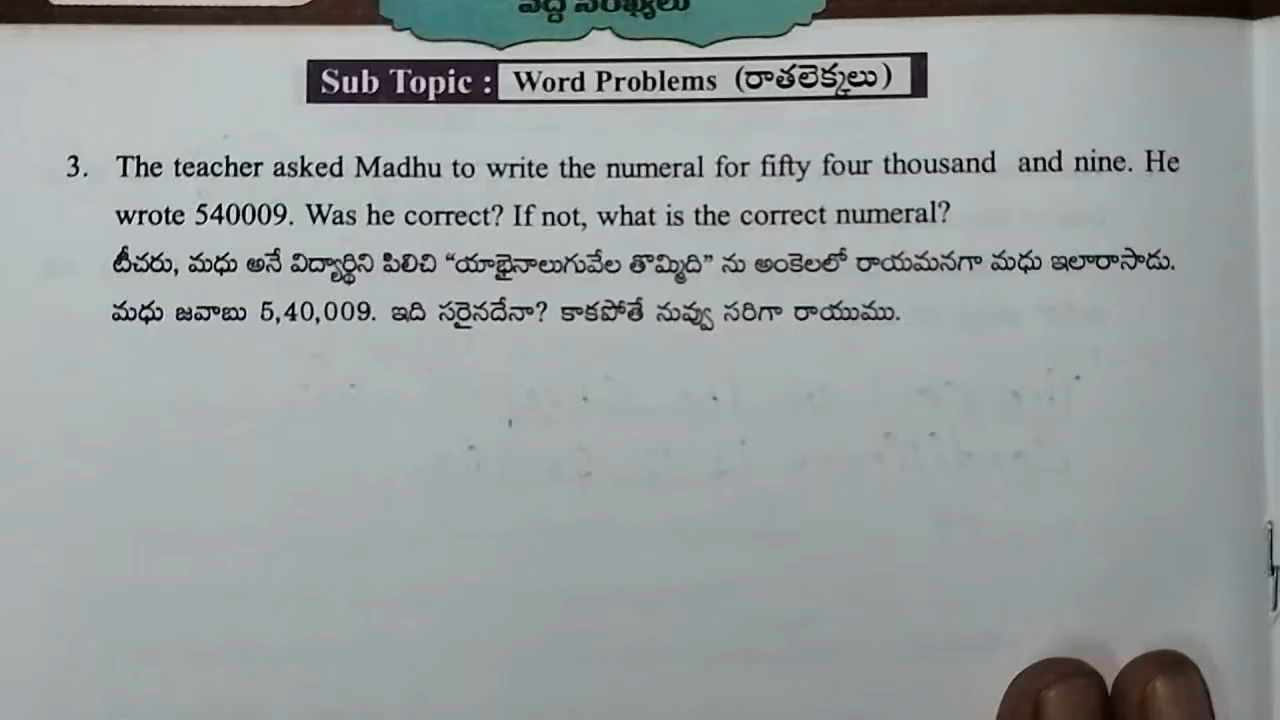 పెద్ద సంఖ్యలు
Sub Topic : Word Problems (రాతలెక్కలు)
3. The teacher asked Madhu to write the numeral for fifty four thousand and nine. He
wrote 540009. Was he correct? If not, what is the correct numeral?
టీచరు, మధు అనే విద్యార్థిని పిలిచి “యాభైనాలుగువేల తొమ్మిది” ను అంకెలలో రాయమనగా మధు ఇలారాసాడు.
మధు జవాబు 5,40,009. ఇది సరైనదేనా? కాకపోతే నువ్వు సరిగా రాయుము.